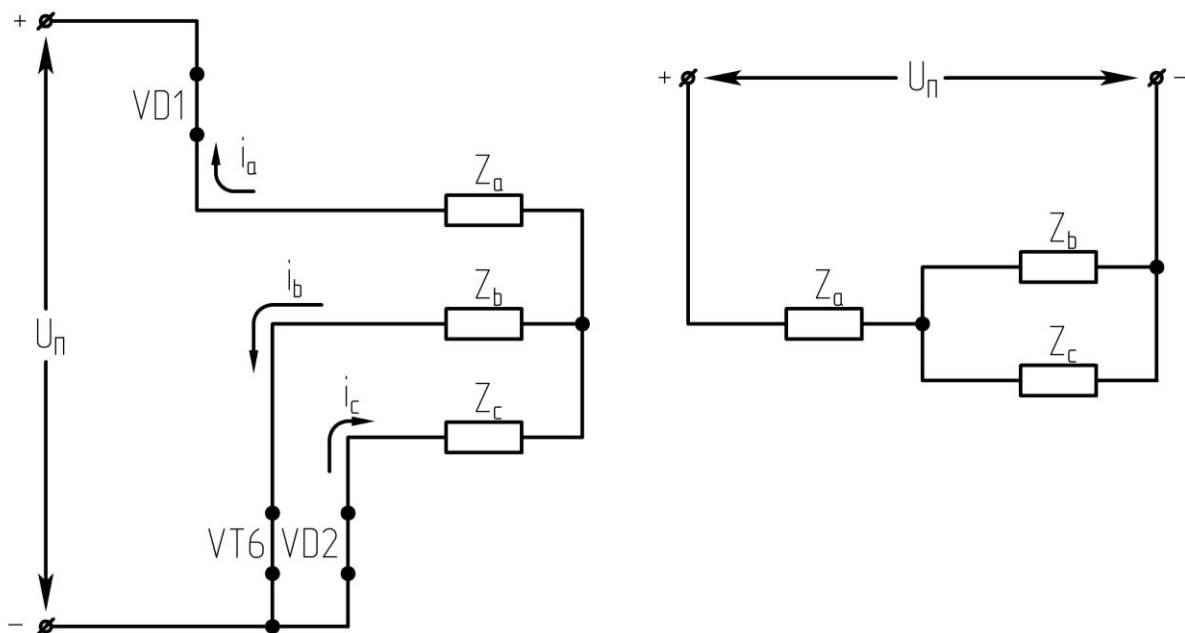 +
VD1
i_a
Z_a
i_b
Z_b
U_П
i_c
Z_c
VT6 VD2
−
+ U_П −
Z_b
Z_a
Z_c